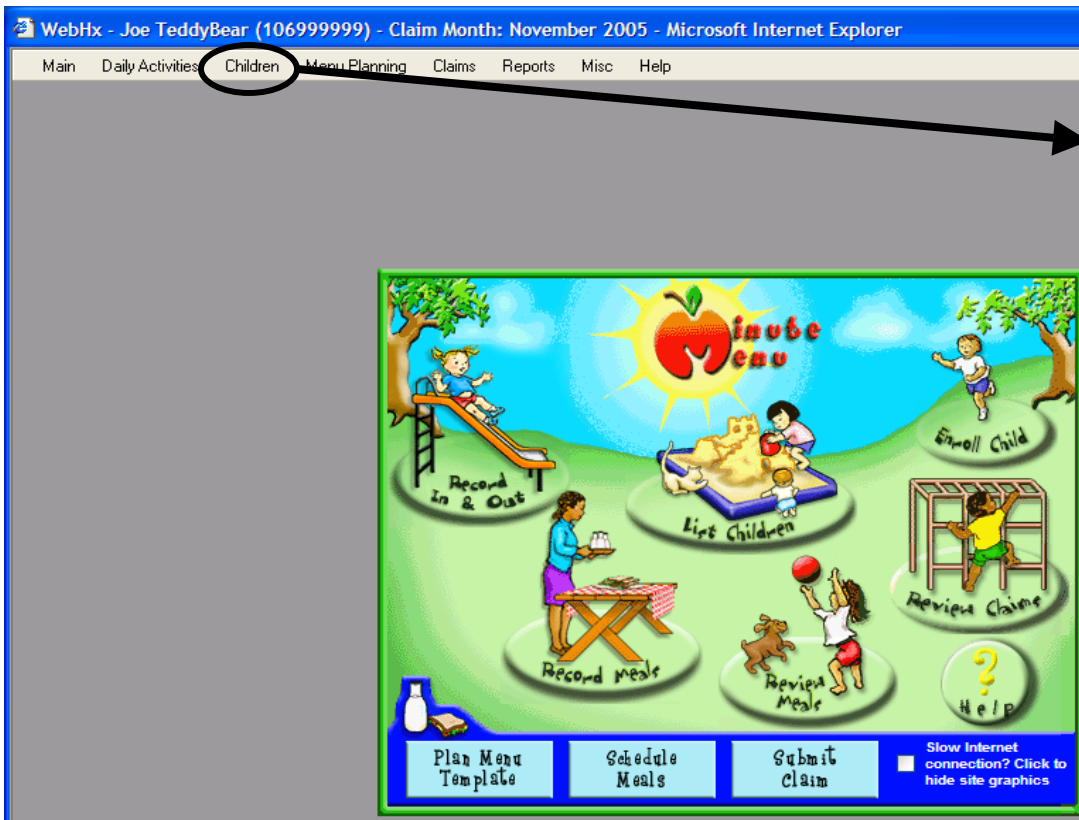 WebHx - Joe TeddyBear (106999999) - Claim Month: November 2005 - Microsoft Internet Explorer
Main Daily Activities Children Menu Planning Claims Reports Misc Help
Minute
Menu
Enroll Child
Record
In & Out
List Children
Review Claims
Record Meals
Review
Meals
?
Help
Plan Menu
Template
Schedule
Meals
Submit
Claim
Slow Internet
connection? Click to
hide site graphics